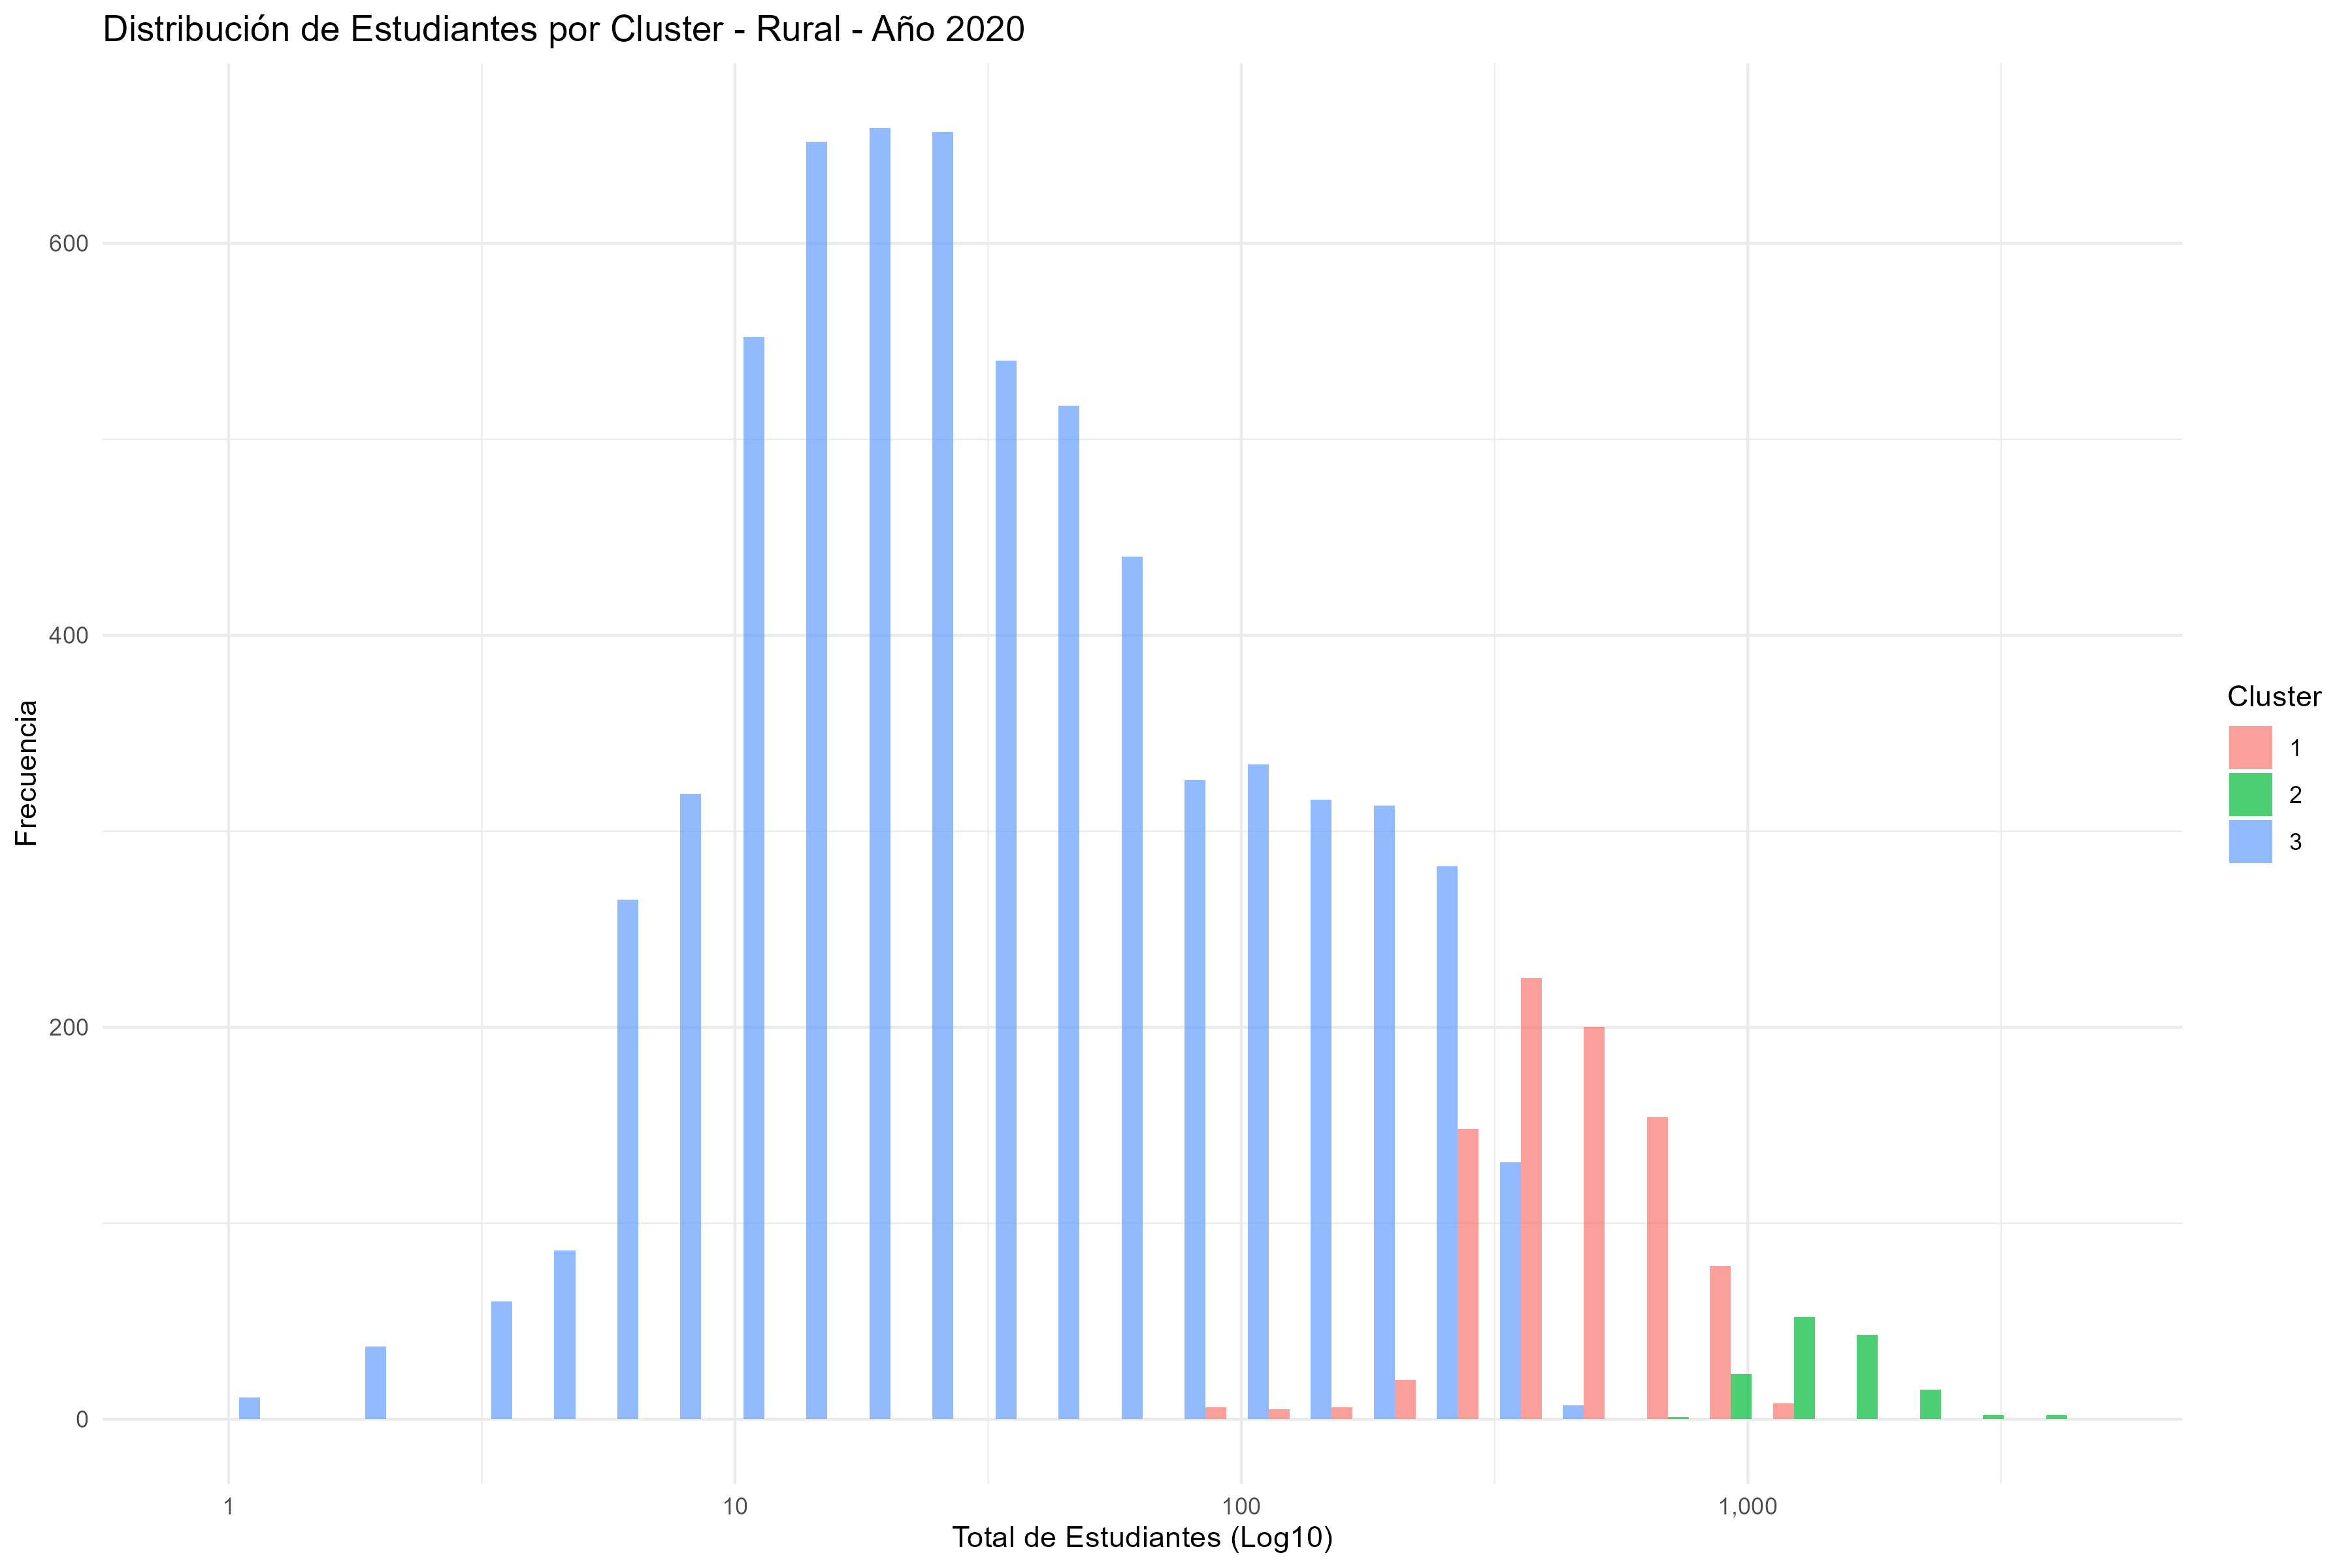 Distribución de Estudiantes por Cluster - Rural - Año 2020
600
400
200
0
Frecuencia
1
10
100
1,000
Total de Estudiantes (Log10)
Cluster
1
2
3